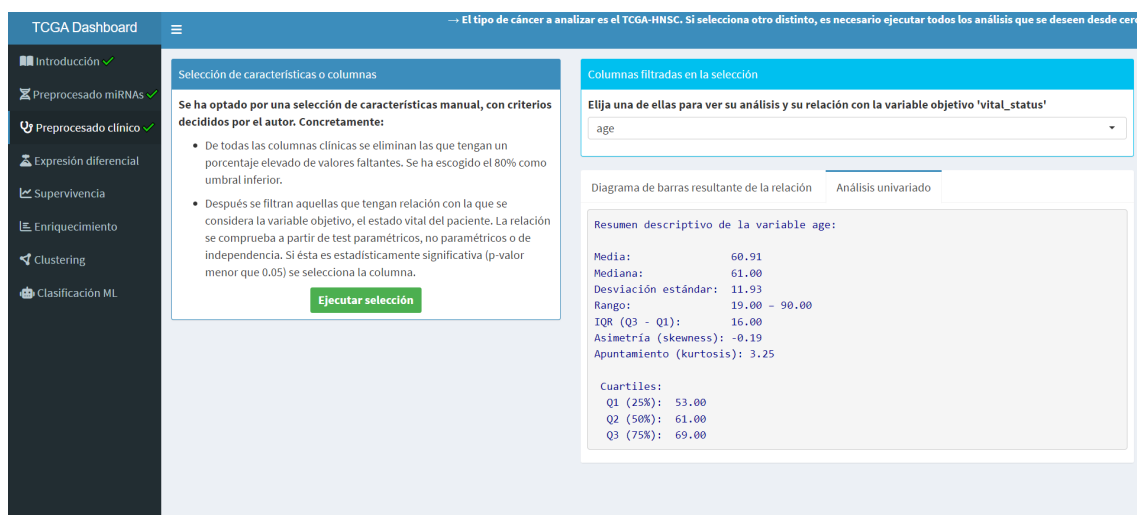 TCGA Dashboard
→ El tipo de cáncer a analizar es el TCGA-HNSC. Si selecciona otro distinto, es necesario ejecutar todos los análisis que se deseen desde cero
Introducción
Preprocesado miRNAs
Preprocesado clínico
Expresión diferencial
Supervivencia
Enriquecimiento
Clustering
Clasificación ML
Selección de características o columnas
Se ha optado por una selección de características manual, con criterios
decididos por el autor. Concretamente:
• De todas las columnas clínicas se eliminan las que tengan un
porcentaje elevado de valores faltantes. Se ha escogido el 80% como
umbral inferior.
• Después se filtran aquellas que tengan relación con la que se
considera la variable objetivo, el estado vital del paciente. La relación
se comprueba a partir de test paramétricos, no paramétricos o de
independencia. Si ésta es estadísticamente significativa (p-valor
menor que 0.05) se selecciona la columna.
Ejecutar selección
Columnas filtradas en la selección
Elija una de ellas para ver su análisis y su relación con la variable objetivo 'vital_status'
age
Diagrama de barras resultante de la relación
Análisis univariado
Resumen descriptivo de la variable age:
Media: 60.91
Mediana: 61.00
Desviación estándar: 11.93
Rango: 19.00 – 90.00
IQR (Q3 - Q1): 16.00
Asimetría (skewness): -0.19
Apuntamiento (kurtosis): 3.25
Cuartiles:
Q1 (25%): 53.00
Q2 (50%): 61.00
Q3 (75%): 69.00